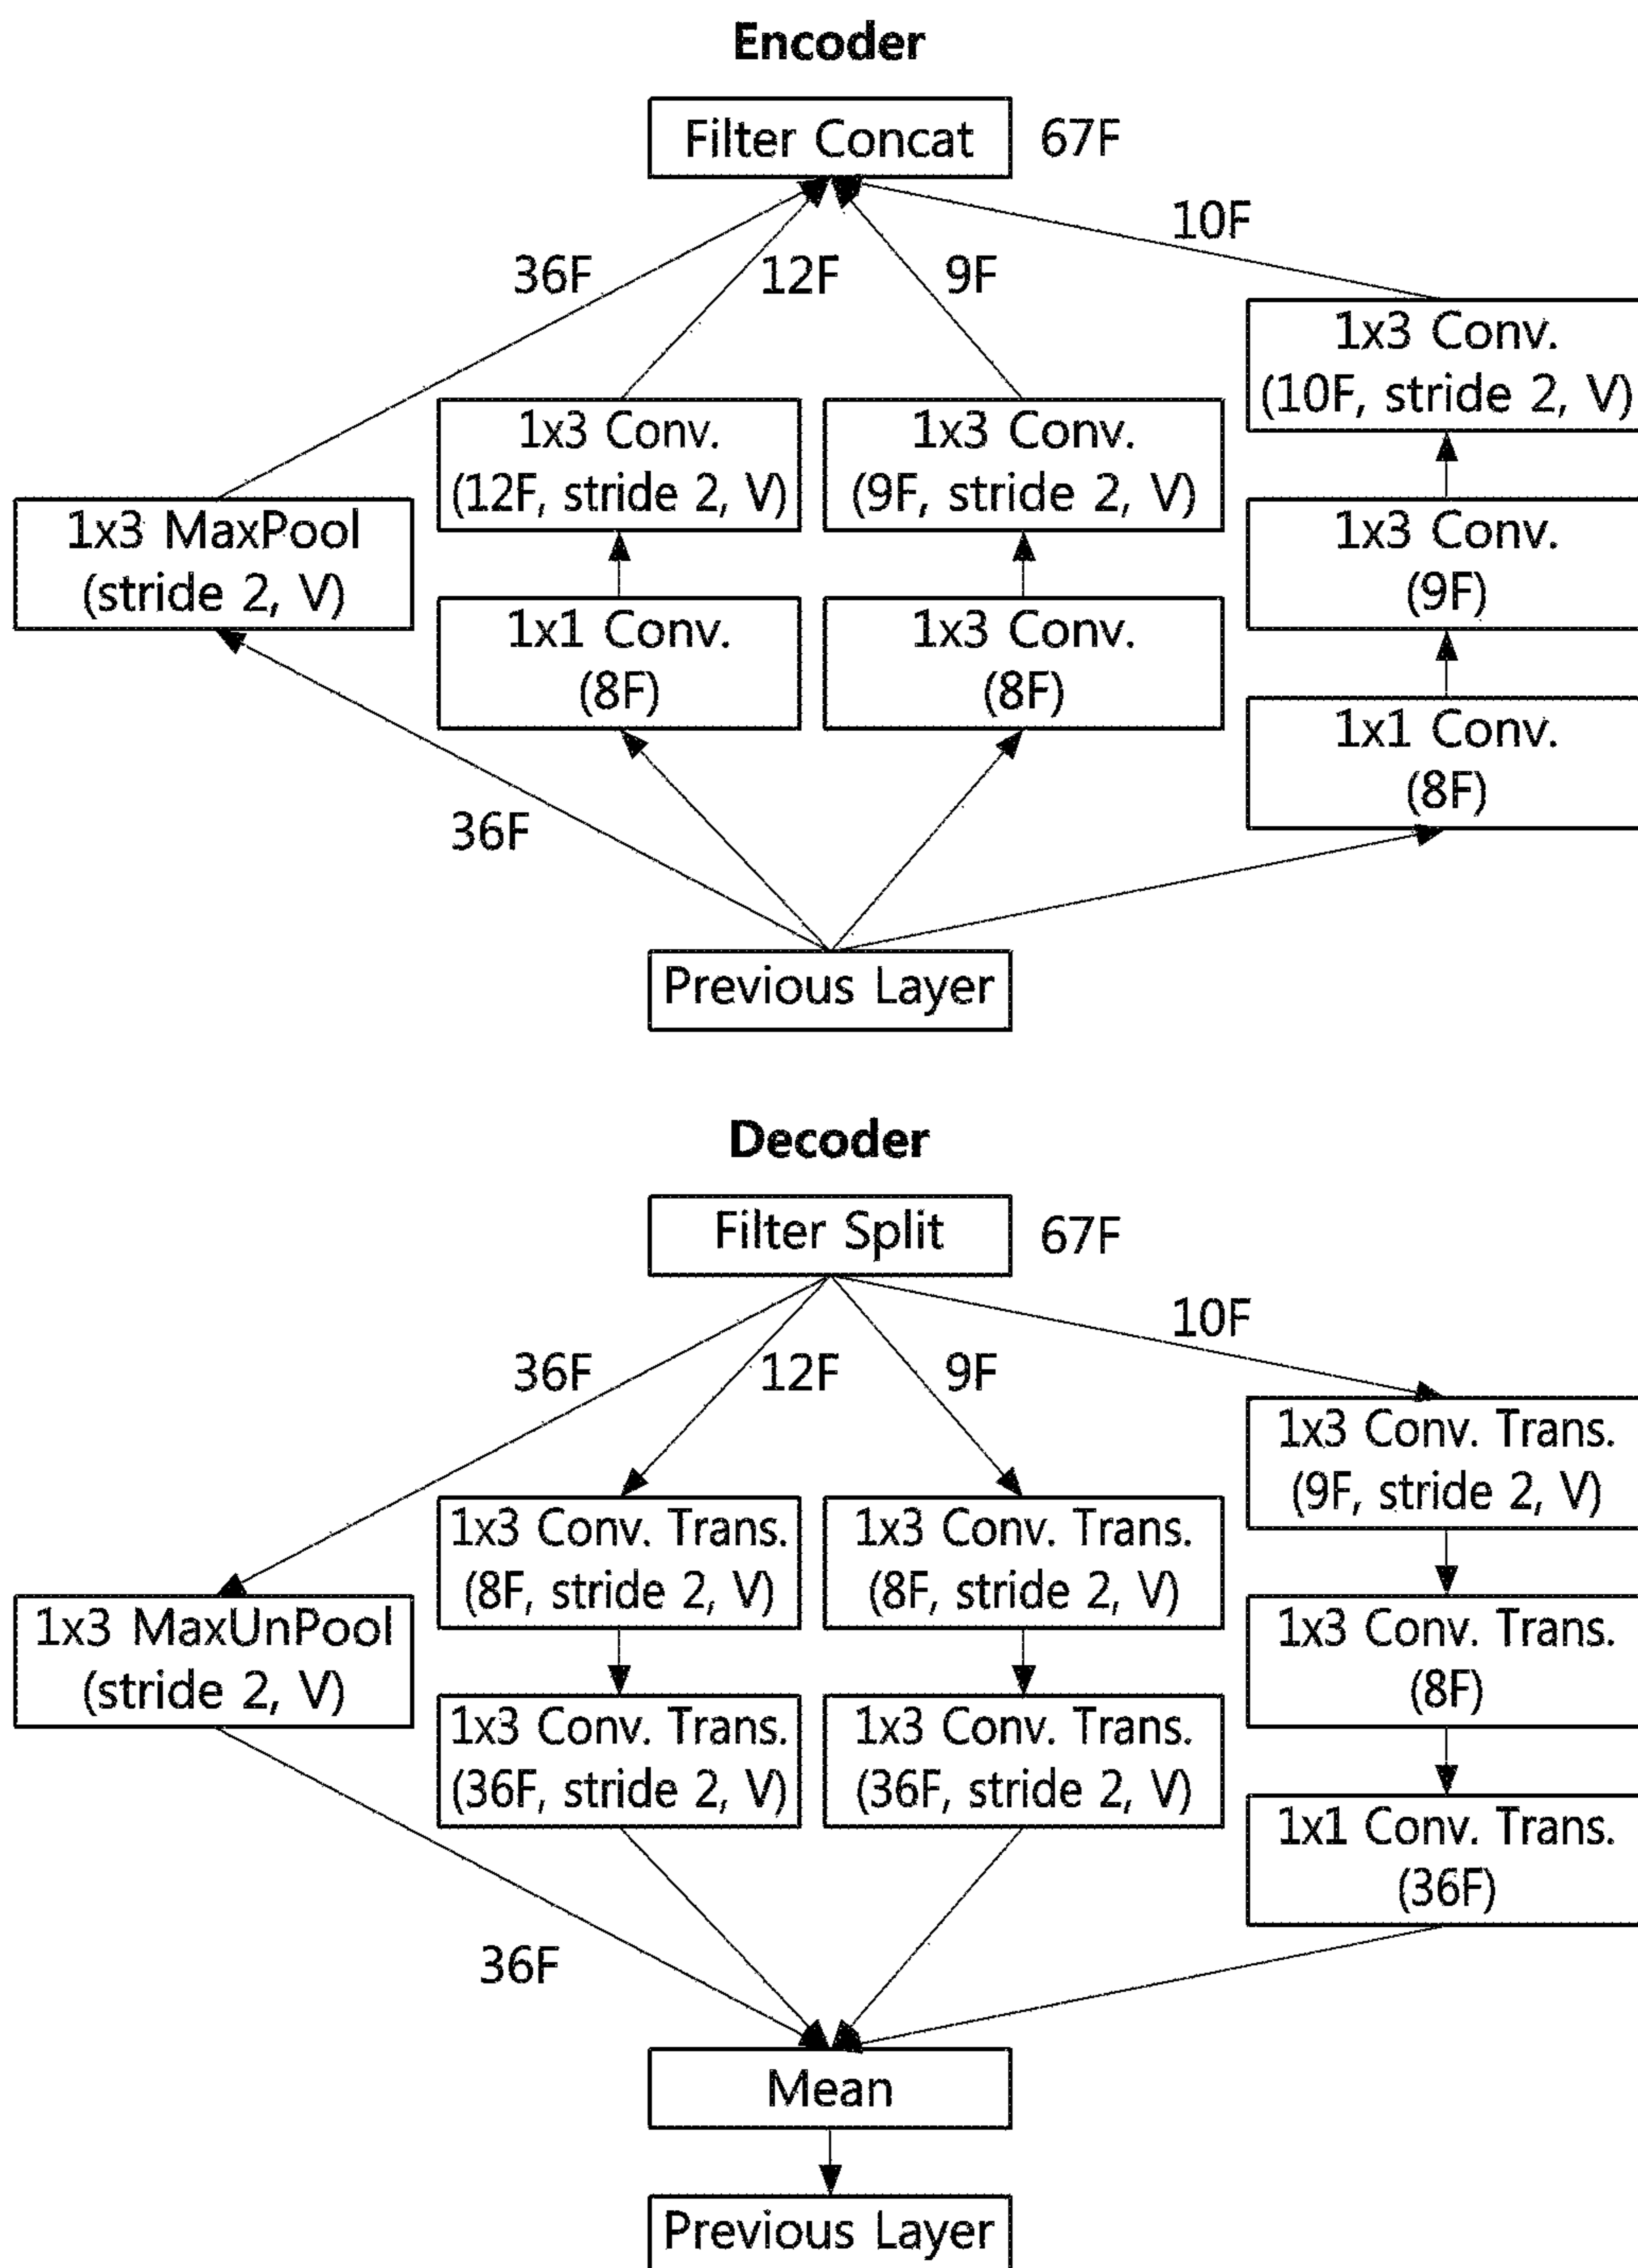 Encoder
Filter Concat
67F
10F
36F
12F
9F
1x3 Conv.
(10F, stride 2, V)
1x3 Conv.
(12F, stride 2, V)
1x3 Conv.
(9F, stride 2, V)
1x3 MaxPool
(stride 2, V)
1x3 Conv.
(9F)
1x1 Conv.
(8F)
1x3 Conv.
(8F)
1x1 Conv.
(8F)
36F
Previous Layer
Decoder
Filter Split
67F
10F
36F
12F
9F
1x3 Conv. Trans.
(9F, stride 2, V)
1x3 Conv. Trans.
(8F, stride 2, V)
1x3 Conv. Trans.
(8F, stride 2, V)
1x3 MaxUnPool
(stride 2, V)
1x3 Conv. Trans.
(8F)
1x3 Conv. Trans.
(36F, stride 2, V)
1x3 Conv. Trans.
(36F, stride 2, V)
1x1 Conv. Trans.
(36F)
36F
Mean
Previous Layer